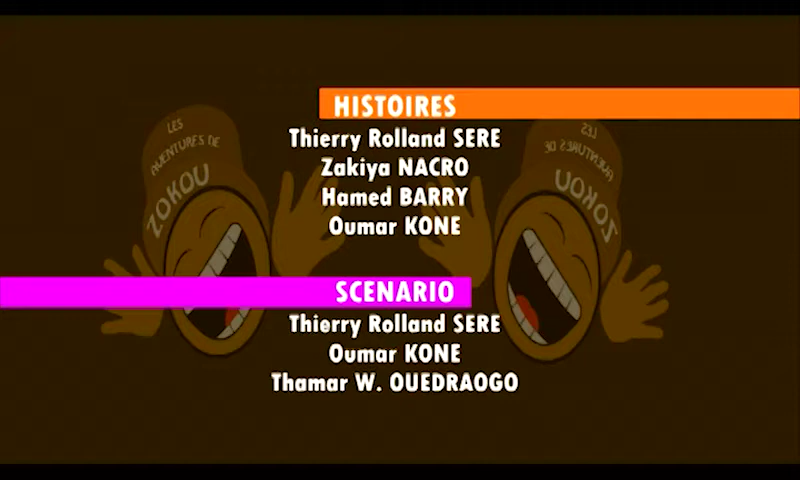 HISTOIRES
Thierry Rolland SERE
Zakiya NACRO
Hamed BARRY
Oumar KONE
LES
AVENTURES DE
ZOKOU
LES
AVENTURES DE
ZOKOU
SCENARIO
Thierry Rolland SERE
Oumar KONE
Thamar W. OUEDRAOGO